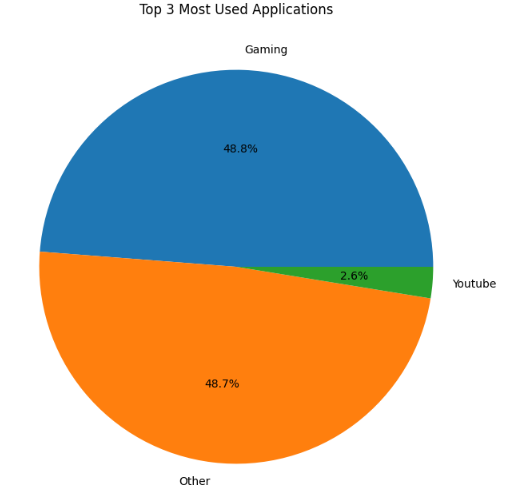 Top 3 Most Used Applications
Gaming
48.8%
2.6%
Youtube
48.7%
Other